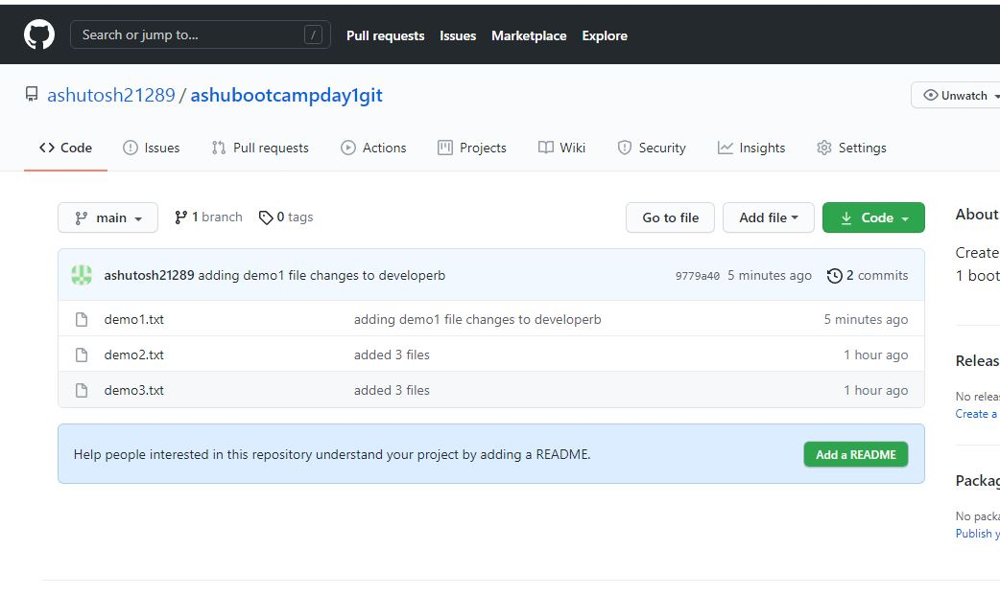 Search or jump to... /
Pull requests Issues Marketplace Explore
ashutosh21289 / ashubootcampday1git
Unwatch
Code Issues Pull requests Actions Projects Wiki Security Insights Settings
main 1 branch 0 tags Go to file Add file Code
ashutosh21289 adding demo1 file changes to developerb 9779a40 5 minutes ago 2 commits
demo1.txt adding demo1 file changes to developerb 5 minutes ago
demo2.txt added 3 files 1 hour ago
demo3.txt added 3 files 1 hour ago
Help people interested in this repository understand your project by adding a README. Add a README
About
Create
1 boot
Releas
No relea
Create a
Packag
No packa
Publish y